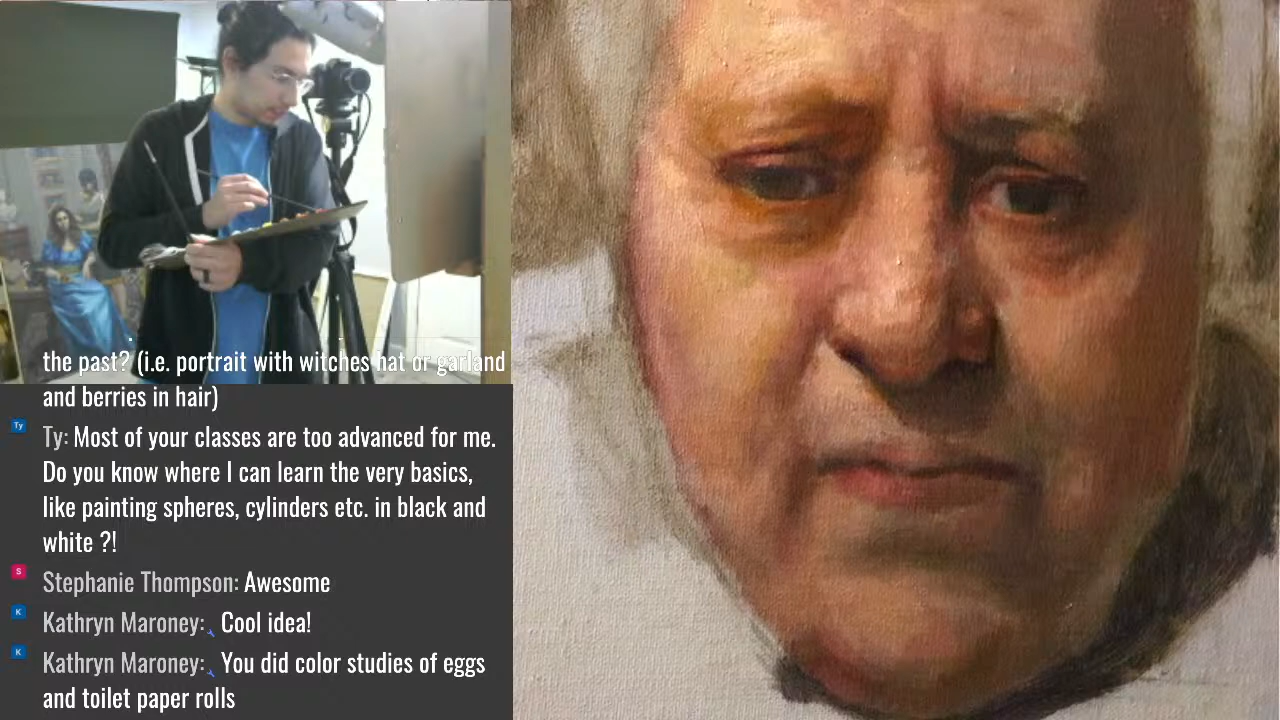 the past? (i.e. portrait with witches hat or garland
and berries in hair)
Ty
Ty: Most of your classes are too advanced for me.
Do you know where I can learn the very basics,
like painting spheres, cylinders etc. in black and
white ?!
S
Stephanie Thompson: Awesome
K
Kathryn Maroney: Cool idea!
K
Kathryn Maroney: You did color studies of eggs
and toilet paper rolls